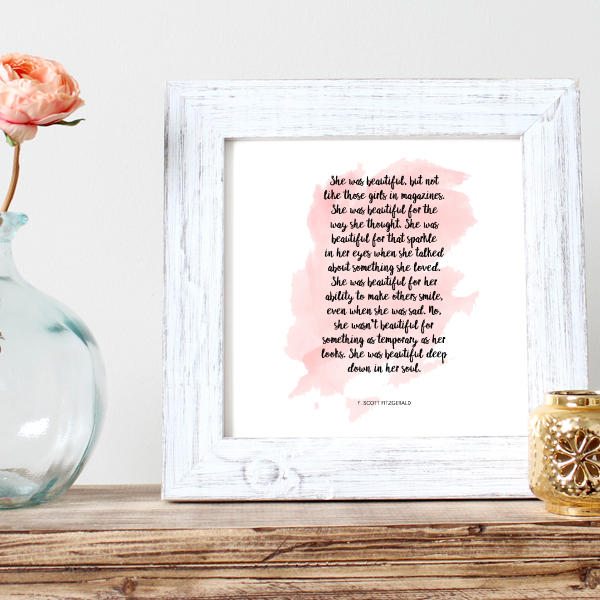 She was beautiful, but not
like those girls in magazines.
She was beautiful for the
way she thought. She was
beautiful for that sparkle
in her eyes when she talked
about something she loved.
She was beautiful for her
ability to make others smile,
even when she was sad. No,
she wasn't beautiful for
something as temporary as her
looks. She was beautiful deep
down in her soul.
F. SCOTT FITZGERALD